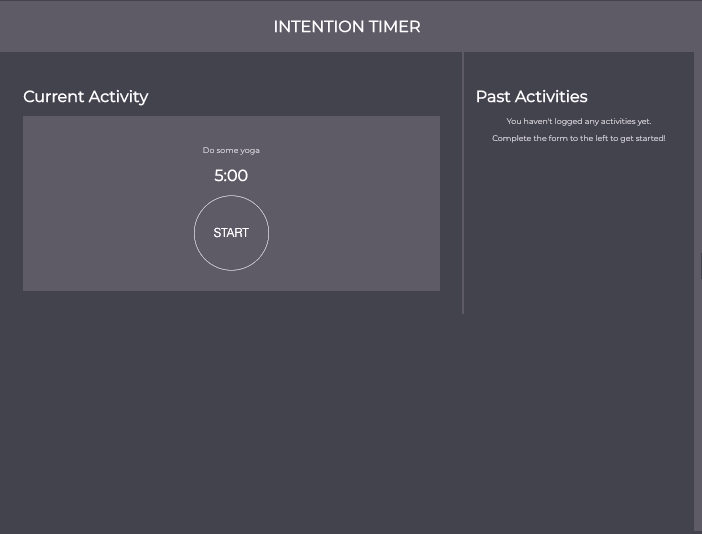 INTENTION TIMER
Current Activity
Do some yoga
5:00
START
Past Activities
You haven't logged any activities yet.
Complete the form to the left to get started!